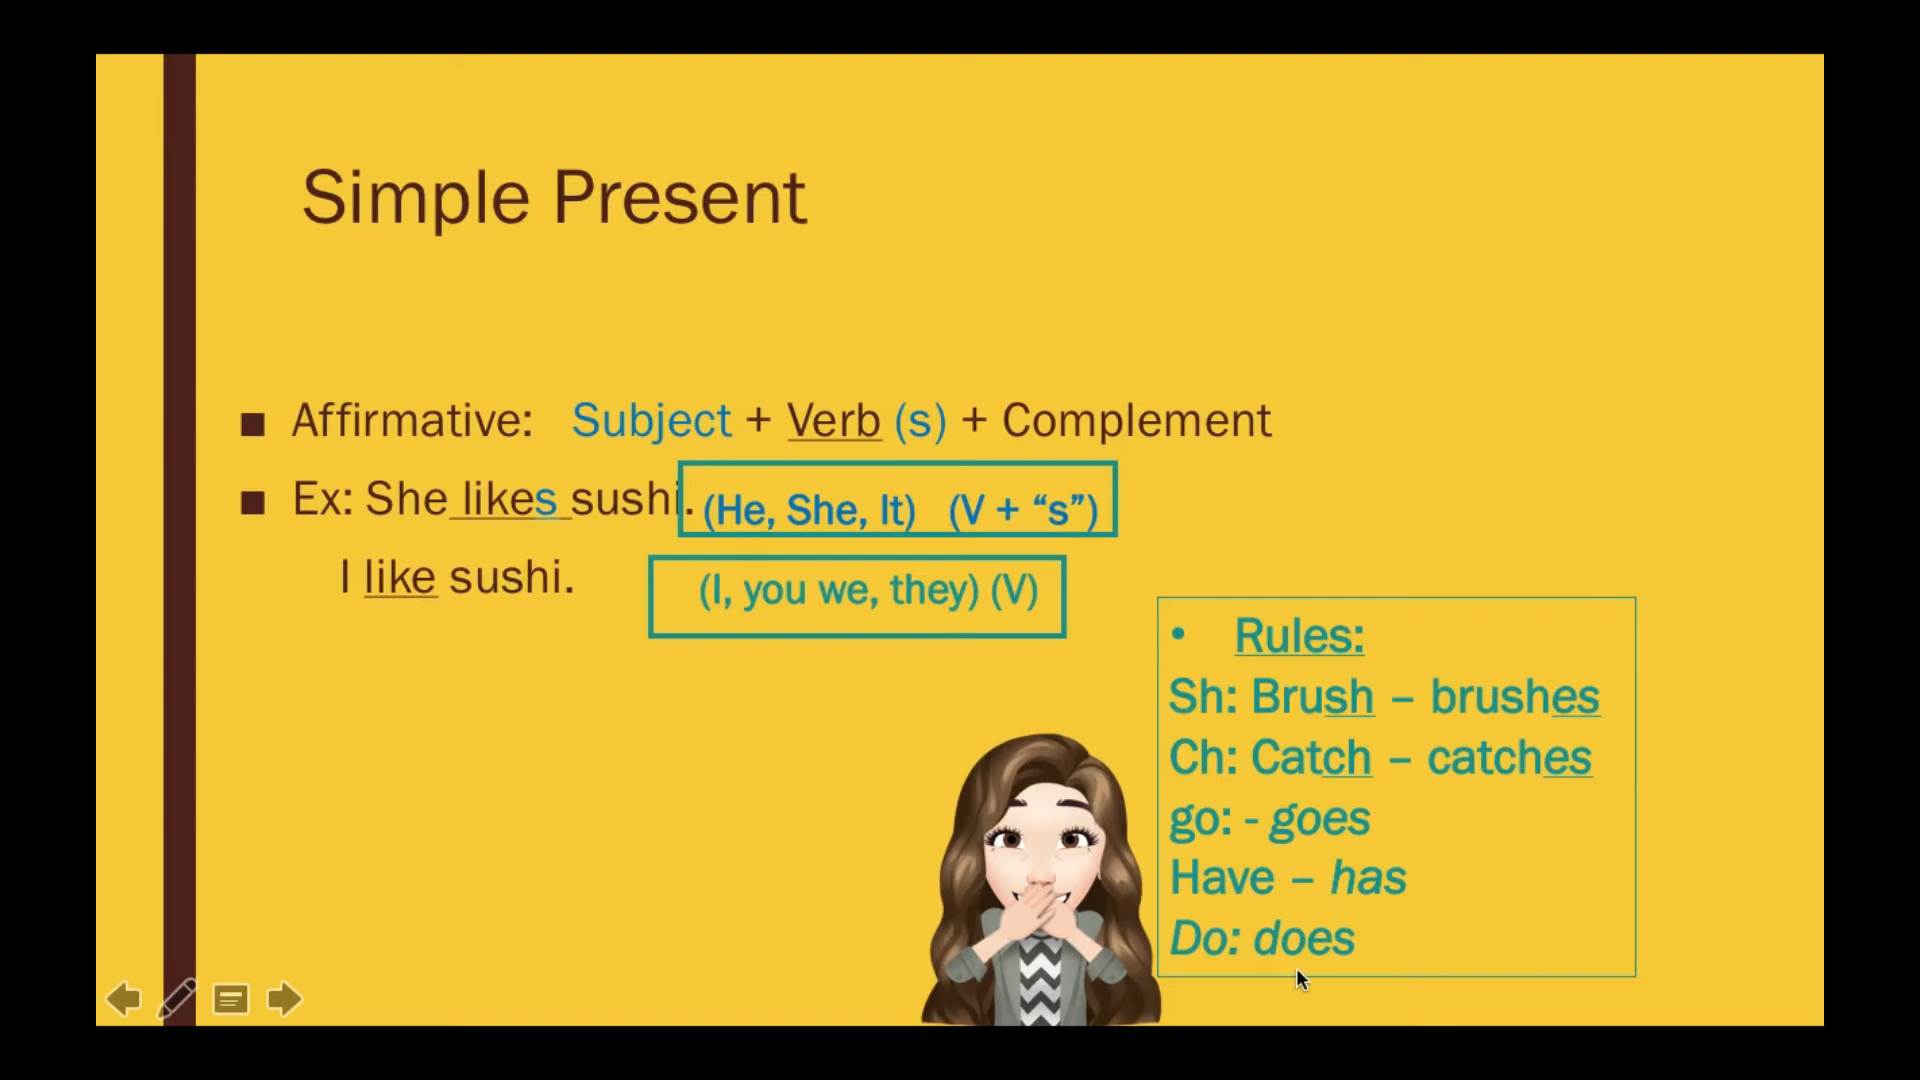 Simple Present
■ Affirmative: Subject + Verb (s) + Complement
■ Ex: She likes sushi. (He, She, It) (V + “s”)
I like sushi. (I, you we, they) (V)
• Rules:
Sh: Brush – brushes
Ch: Catch – catches
go: - goes
Have – has
Do: does